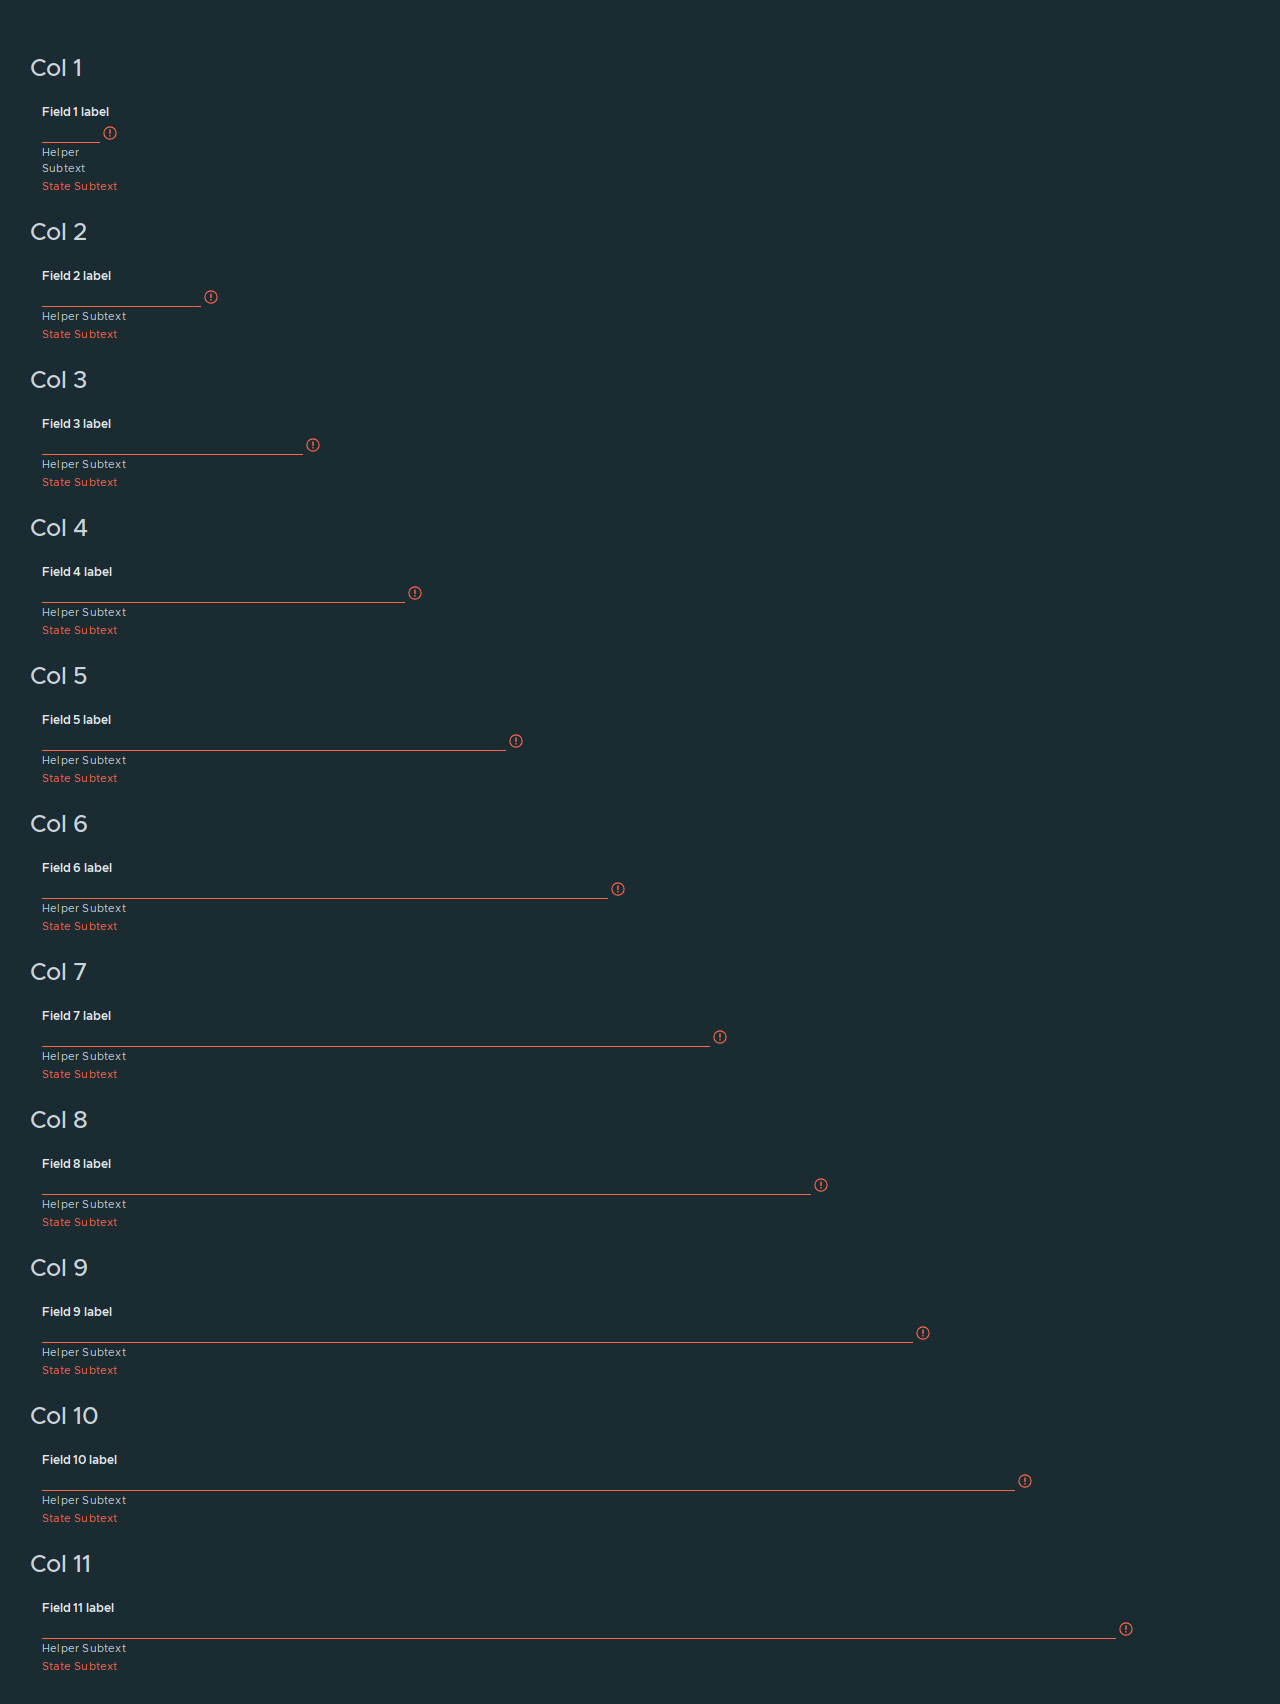 Col 1
Field 1 label
Helper
Subtext
State Subtext
Col 2
Field 2 label
Helper Subtext
State Subtext
Col 3
Field 3 label
Helper Subtext
State Subtext
Col 4
Field 4 label
Helper Subtext
State Subtext
Col 5
Field 5 label
Helper Subtext
State Subtext
Col 6
Field 6 label
Helper Subtext
State Subtext
Col 7
Field 7 label
Helper Subtext
State Subtext
Col 8
Field 8 label
Helper Subtext
State Subtext
Col 9
Field 9 label
Helper Subtext
State Subtext
Col 10
Field 10 label
Helper Subtext
State Subtext
Col 11
Field 11 label
Helper Subtext
State Subtext